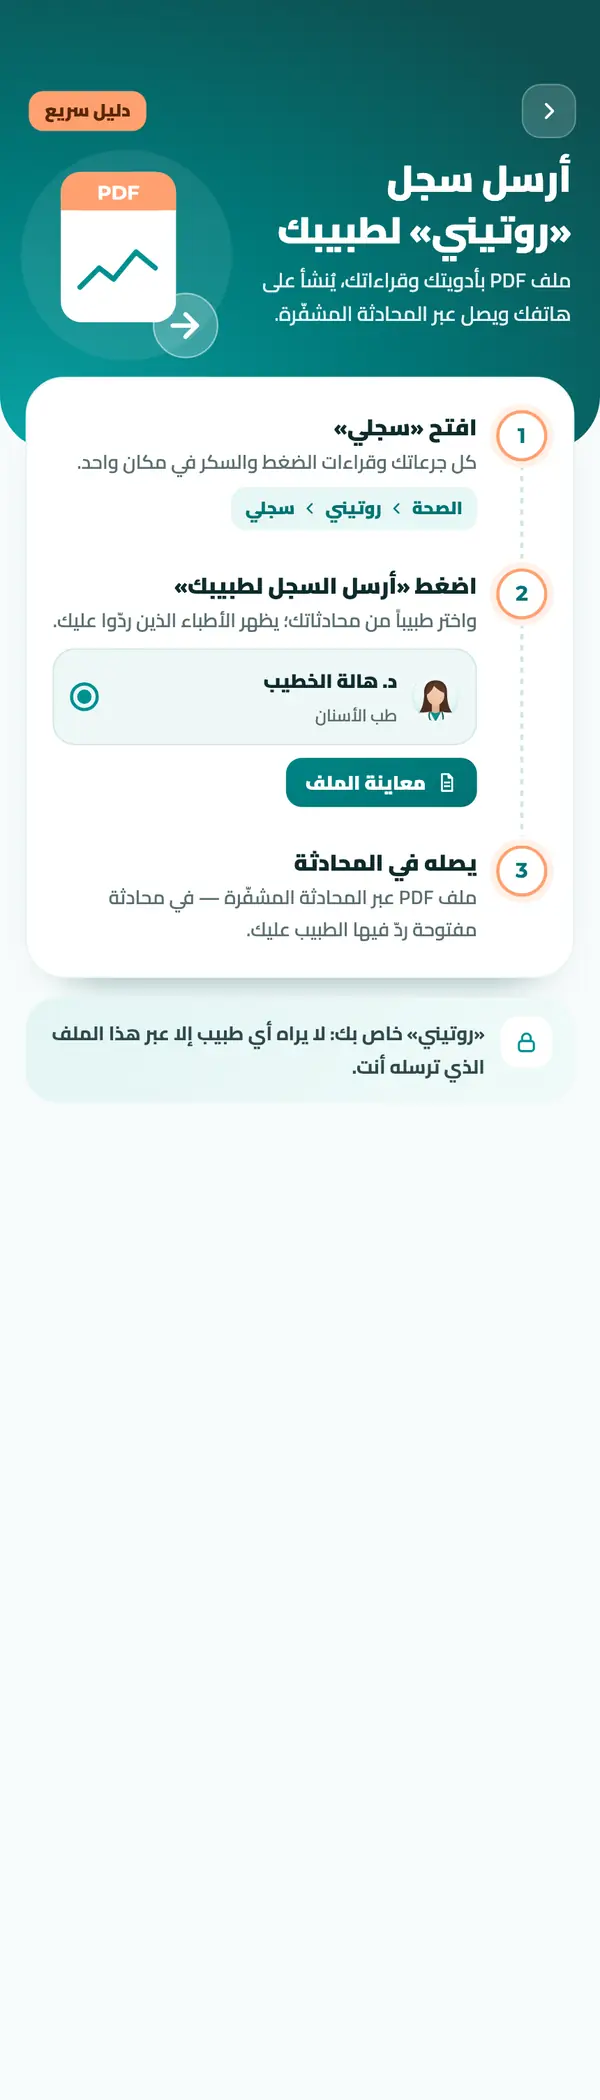 دليل سريع
أرسل سجل
«روتيني» لطبيبك
ملف PDF بأدويتك وقراءاتك، يُنشأ على
هاتفك ويصل عبر المحادثة المشفّرة.
PDF
1
افتح «سجلي»
كل جرعاتك وقراءات الضغط والسكر في مكان واحد.
الصحة › روتيني › سجلي
2
اضغط «أرسل السجل لطبيبك»
واختر طبيباً من محادثاتك؛ يظهر الأطباء الذين ردّوا عليك.
د. هالة الخطيب
طب الأسنان
معاينة الملف
3
يصله في المحادثة
ملف PDF عبر المحادثة المشفّرة — في محادثة
مفتوحة ردّ فيها الطبيب عليك.
«روتيني» خاص بك: لا يراه أي طبيب إلا عبر هذا الملف
الذي ترسله أنت.